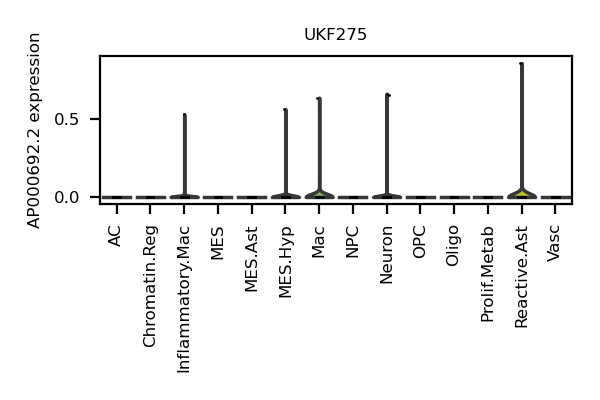 UKF275
AP000692.2 expression
0.5
0.0
AC
Chromatin.Reg
Inflammatory.Mac
MES
MES.Ast
MES.Hyp
Mac
NPC
Neuron
OPC
Oligo
Prolif.Metab
Reactive.Ast
Vasc